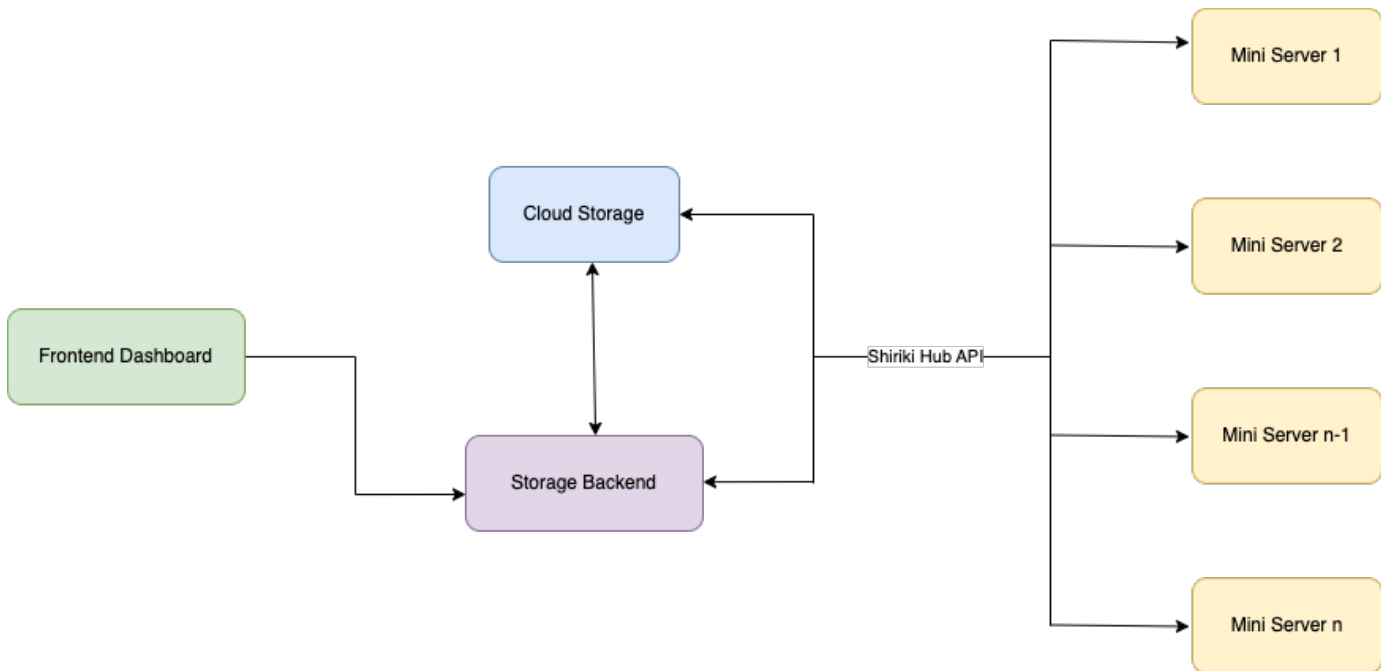 Mini Server 1
Cloud Storage
Mini Server 2
Frontend Dashboard
Shiriki Hub API
Mini Server n-1
Storage Backend
Mini Server n